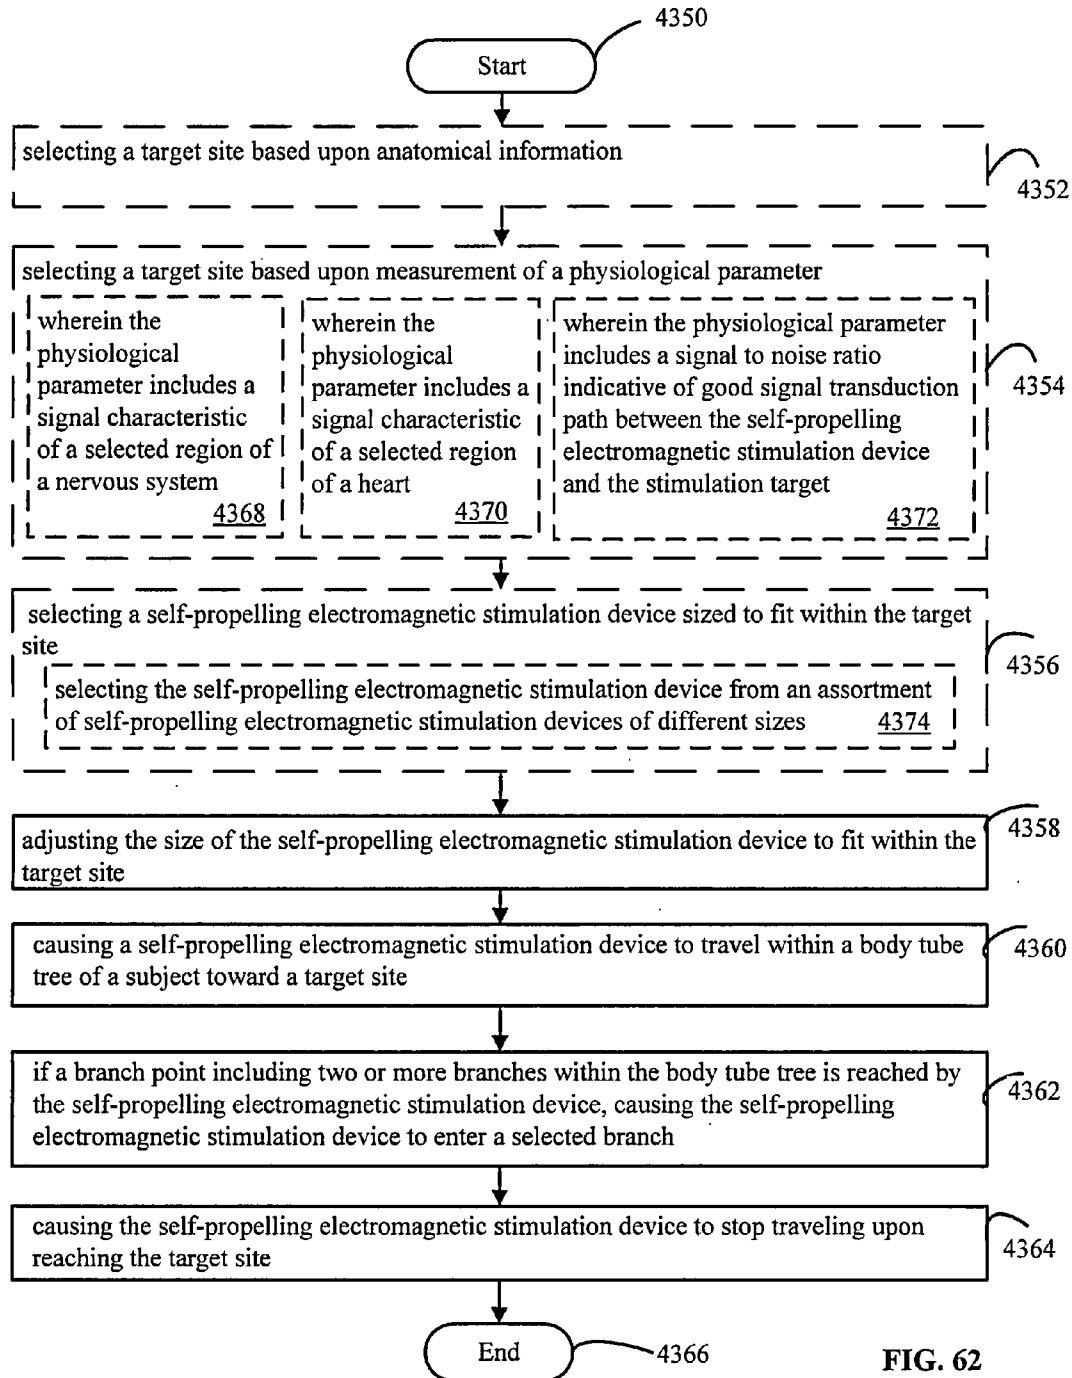 4350
Start
selecting a target site based upon anatomical information
4352
selecting a target site based upon measurement of a physiological parameter
wherein the
physiological
parameter includes a
signal characteristic
of a selected region of
a nervous system
4368
wherein the
physiological
parameter includes a
signal characteristic
of a selected region
of a heart
4370
wherein the physiological parameter
includes a signal to noise ratio
indicative of good signal transduction
path between the self-propelling
electromagnetic stimulation device
and the stimulation target
4372
4354
selecting a self-propelling electromagnetic stimulation device sized to fit within the target
site
4356
selecting the self-propelling electromagnetic stimulation device from an assortment
of self-propelling electromagnetic stimulation devices of different sizes 4374
adjusting the size of the self-propelling electromagnetic stimulation device to fit within the
target site
4358
causing a self-propelling electromagnetic stimulation device to travel within a body tube
tree of a subject toward a target site
4360
if a branch point including two or more branches within the body tube tree is reached by
the self-propelling electromagnetic stimulation device, causing the self-propelling
electromagnetic stimulation device to enter a selected branch
4362
causing the self-propelling electromagnetic stimulation device to stop traveling upon
reaching the target site
4364
End
4366
FIG. 62